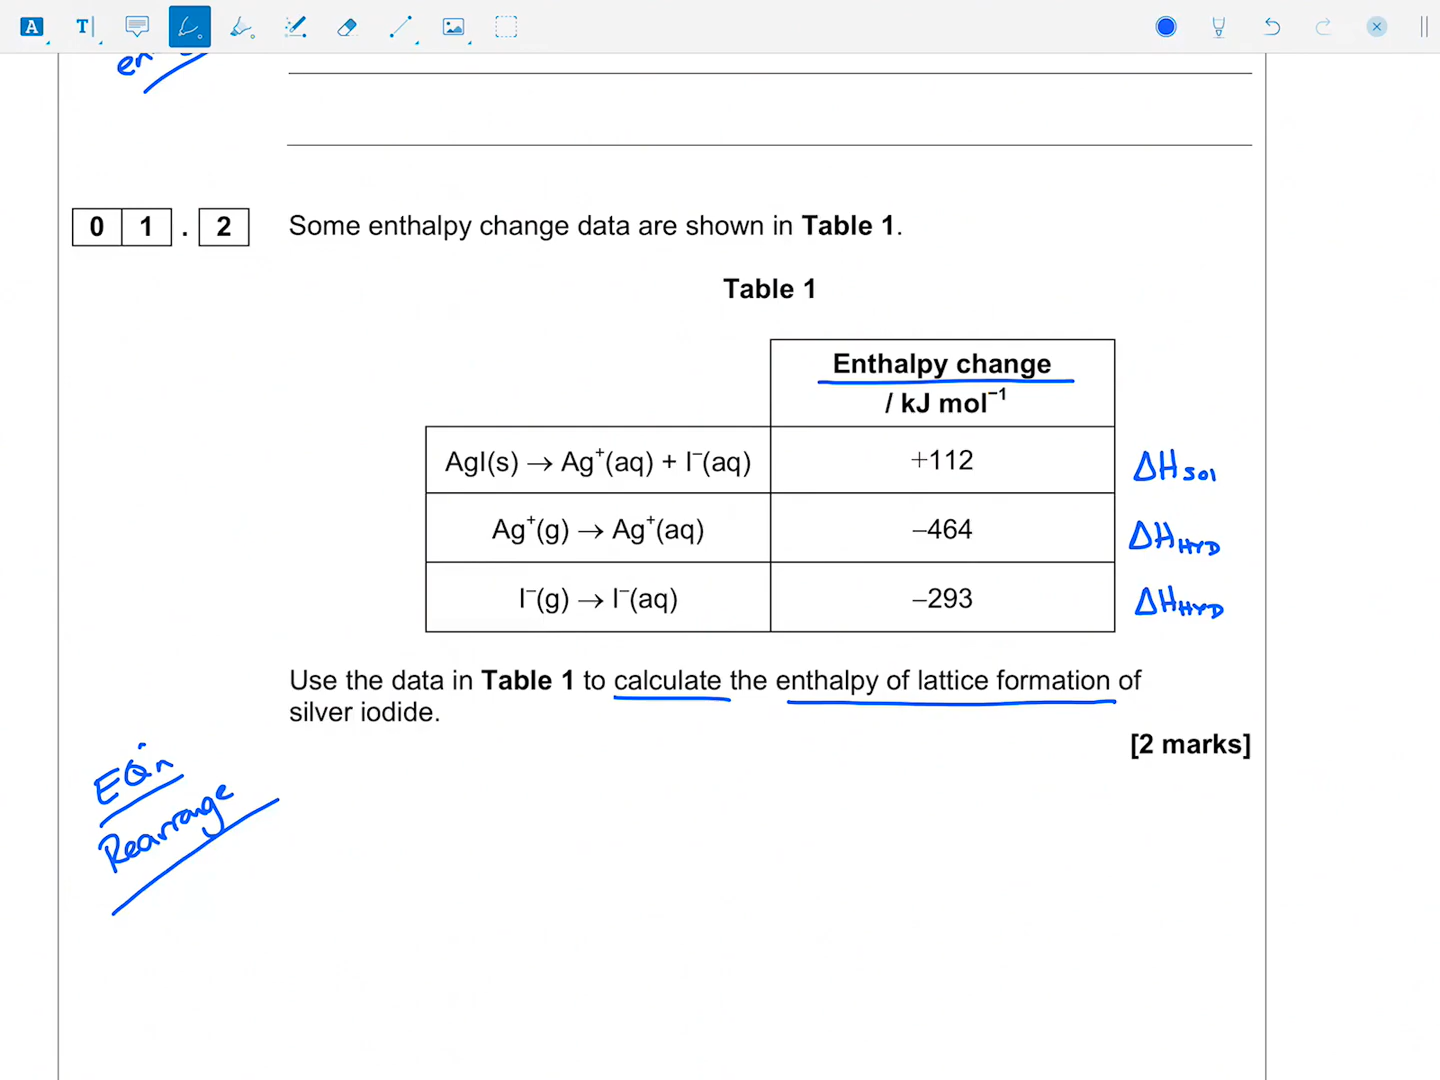 A T
en
0 1 . 2 Some enthalpy change data are shown in Table 1.
Table 1
Enthalpy change
/ kJ mol⁻¹
AgI(s) → Ag⁺(aq) + I⁻(aq) +112 ΔHsol
Ag⁺(g) → Ag⁺(aq) –464 ΔHHYD
I⁻(g) → I⁻(aq) –293 ΔHHYD
Use the data in Table 1 to calculate the enthalpy of lattice formation of
silver iodide.
[2 marks]
EQn
Rearrange